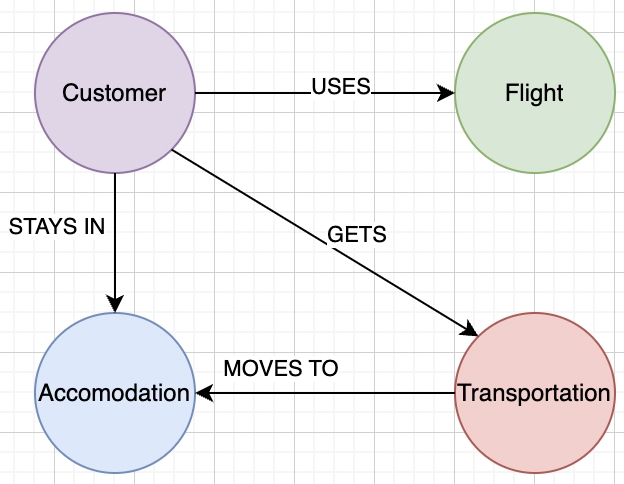 Customer
USES
Flight
STAYS IN
GETS
MOVES TO
Accomodation
Transportation